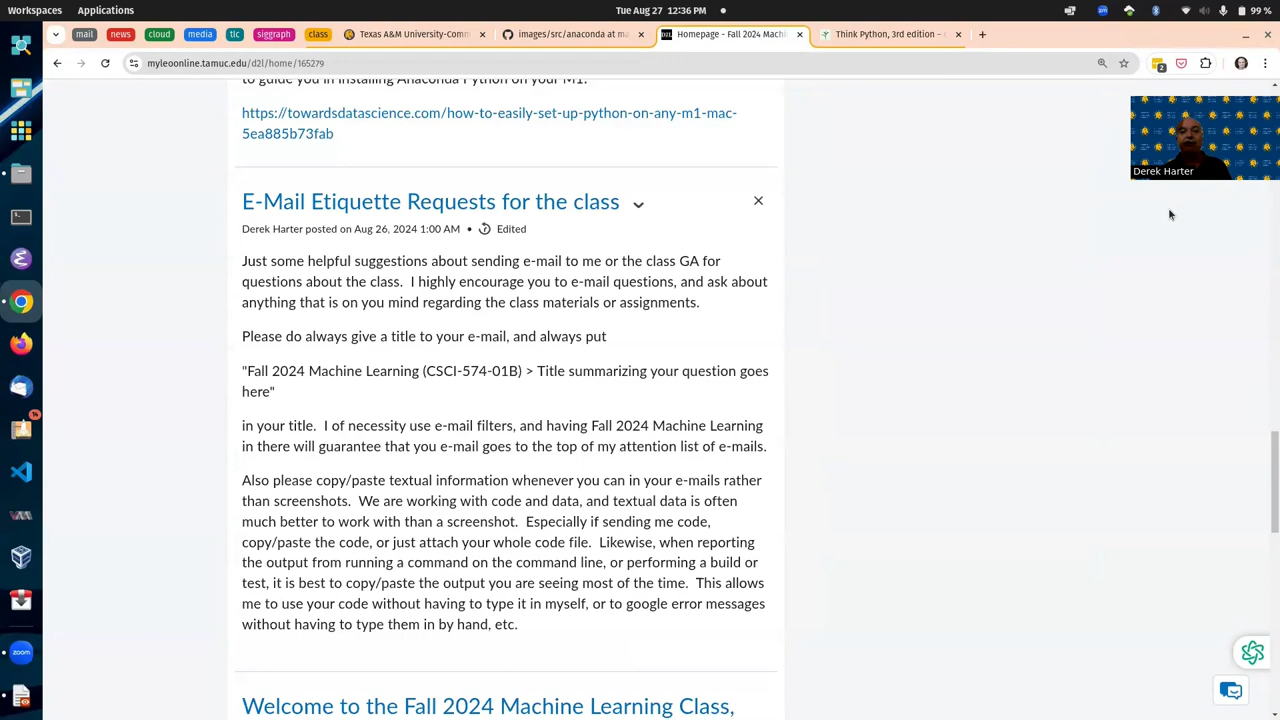 Workspaces Applications Tue Aug 27 12:36 PM 99 %
mail news cloud media tlc siggraph class Texas A&M University-Com images/src/anaconda at ma Homepage - Fall 2024 Mach Think Python, 3rd edition –
myleoonline.tamuc.edu/d2l/home/165279
to guide you in installing Anaconda Python on your M1.
https://towardsdatascience.com/how-to-easily-set-up-python-on-any-m1-mac-
5ea885b73fab
Derek Harter
E-Mail Etiquette Requests for the class
Derek Harter posted on Aug 26, 2024 1:00 AM • Edited
Just some helpful suggestions about sending e-mail to me or the class GA for
questions about the class. I highly encourage you to e-mail questions, and ask about
anything that is on you mind regarding the class materials or assignments.
Please do always give a title to your e-mail, and always put
"Fall 2024 Machine Learning (CSCI-574-01B) > Title summarizing your question goes
here"
in your title. I of necessity use e-mail filters, and having Fall 2024 Machine Learning
in there will guarantee that you e-mail goes to the top of my attention list of e-mails.
Also please copy/paste textual information whenever you can in your e-mails rather
than screenshots. We are working with code and data, and textual data is often
much better to work with than a screenshot. Especially if sending me code,
copy/paste the code, or just attach your whole code file. Likewise, when reporting
the output from running a command on the command line, or performing a build or
test, it is best to copy/paste the output you are seeing most of the time. This allows
me to use your code without having to type it in myself, or to google error messages
without having to type them in by hand, etc.
zoom
Welcome to the Fall 2024 Machine Learning Class,